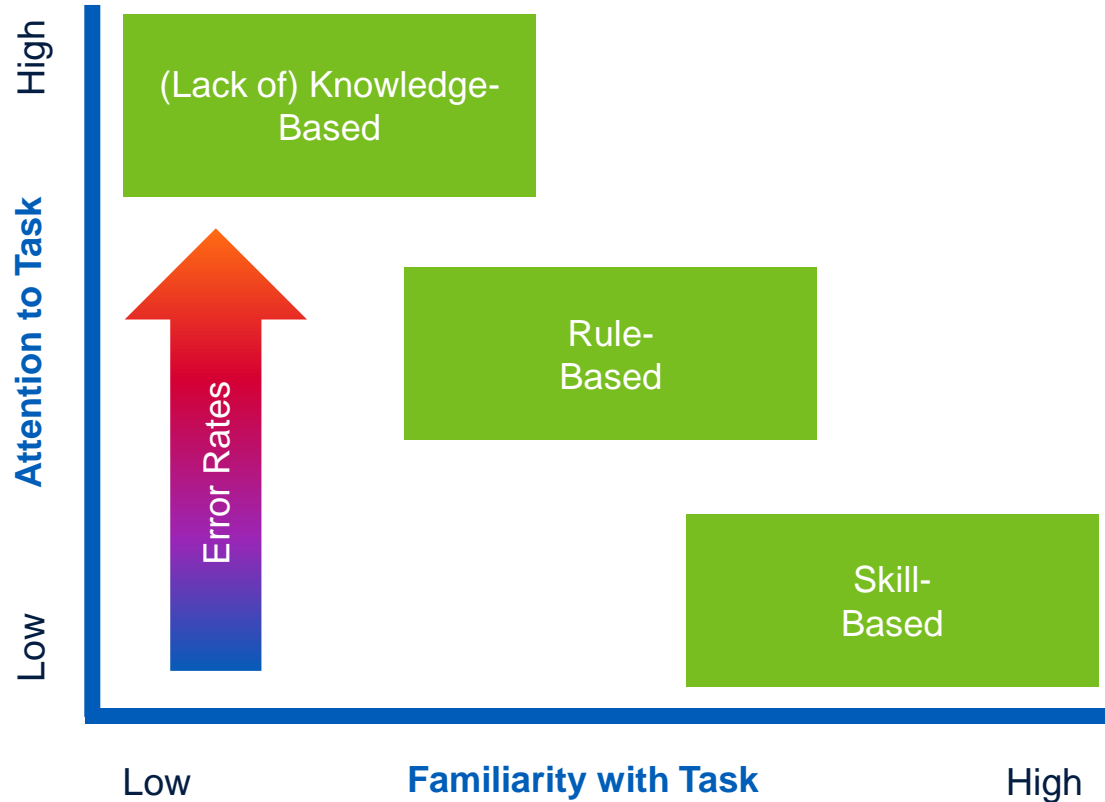 High
(Lack of) Knowledge-
Based
Attention to Task
Rule-
Based
Error Rates
Skill-
Based
Low
Low
Familiarity with Task
High